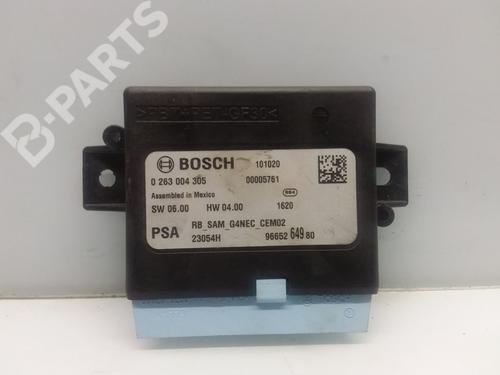 B-PARTS
>PBT+PET-GF30<
BOSCH 101020
0 263 004 305 00005761
Assembled in Mexico 664
SW 06.00 HW 04.00 1620
RB_SAM_G4NEC_CEM02
PSA 23054H 96652 649 80